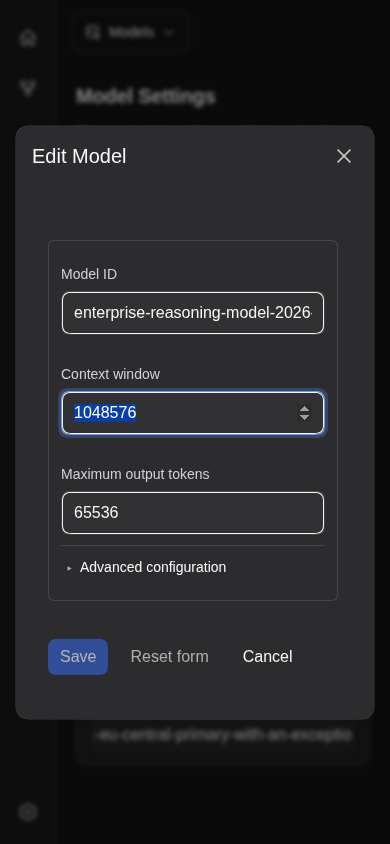 Models
Model Settings
Edit Model
Model ID
enterprise-reasoning-model-2026-
Context window
1048576
Maximum output tokens
65536
Advanced configuration
Save
Reset form
Cancel
-eu-central-primary-with-an-exceptio